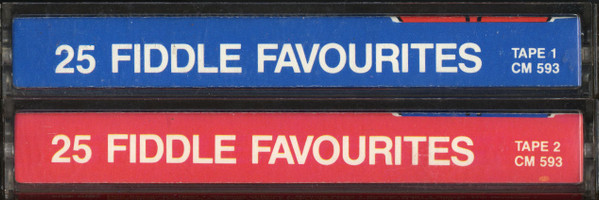 25 FIDDLE FAVOURITES
TAPE 1
CM 593
25 FIDDLE FAVOURITES
TAPE 2
CM 593